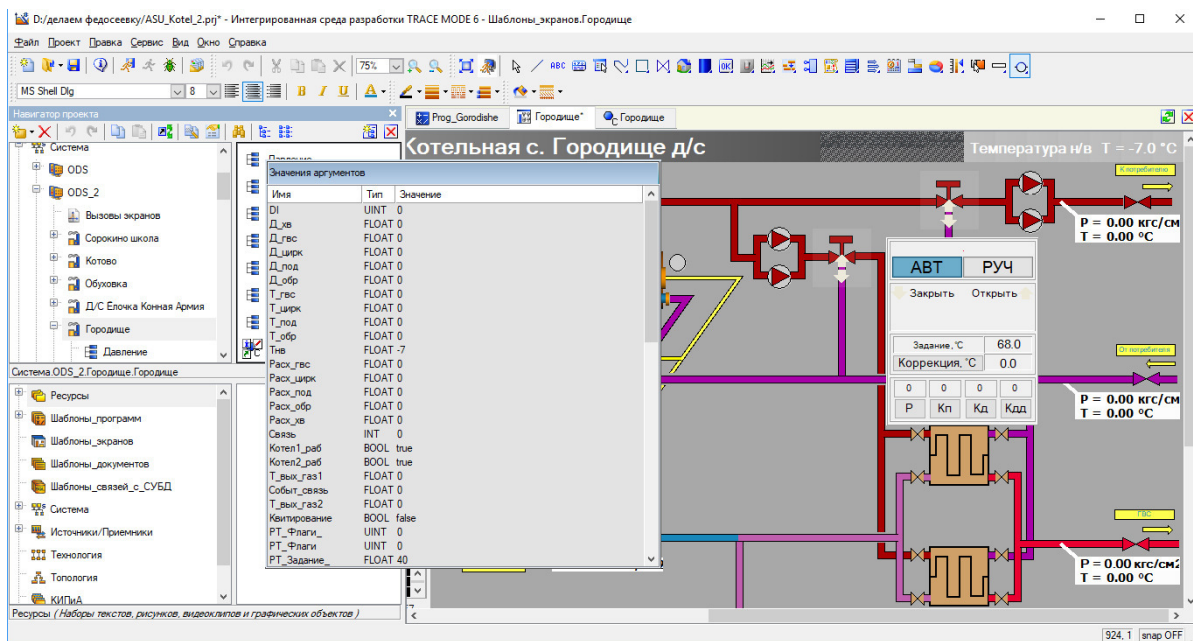 D:/делаем федосеевку/ASU_Kotel_2.prj* - Интегрированная среда разработки TRACE MODE 6 - Шаблоны_экранов.Городище
Файл Проект Правка Сервис Вид Окно Справка
75%
ABC
OK
MS Shell Dlg 8 B I U A
Навигатор проекта
Система
ODS
ODS_2
Вызовы экранов
Сорокино школа
Котово
Обуховка
Д/С Ёлочка Конная Армия
Городище
Давление
Система.ODS_2.Городище.Городище
Ресурсы
Шаблоны_программ
Шаблоны_экранов
Шаблоны_документов
Шаблоны_связей_с_СУБД
Система
Источники/Приемники
Технология
Топология
КИПиА
Ресурсы ( Наборы текстов, рисунков, видеоклипов и графических объектов )
Prog_Gorodishe Городище* Городище
Значения аргументов
Имя Тип Значение
DI UINT 0
Д_хв FLOAT 0
Д_гвс FLOAT 0
Д_цирк FLOAT 0
Д_под FLOAT 0
Д_обр FLOAT 0
Т_гвс FLOAT 0
Т_цирк FLOAT 0
Т_под FLOAT 0
Т_обр FLOAT 0
Тнв FLOAT -7
Расх_гвс FLOAT 0
Расх_цирк FLOAT 0
Расх_под FLOAT 0
Расх_обр FLOAT 0
Расх_хв FLOAT 0
Связь INT 0
Котел1_раб BOOL true
Котел2_раб BOOL true
Т_вых_газ1 FLOAT 0
Событ_связь FLOAT 0
Т_вых_газ2 FLOAT 0
Квитирование BOOL false
РТ_Флаги_ UINT 0
РТ_Флаги UINT 0
РТ_Задание_ FLOAT 40
Котельная с. Городище д/с
Температура н/в Т = -7.0 °С
К потребителю
P = 0.00 кгс/см
T = 0.00 °C
АВТ РУЧ
Закрыть Открыть
Задание,°С 68.0
Коррекция,°С 0.0
0 0 0 0
Р Кп Кд Кдд
От потребителя
P = 0.00 кгс/см
T = 0.00 °C
ГВС
P = 0.00 кгс/см2
T = 0.00 °C
924, 1 snap OFF